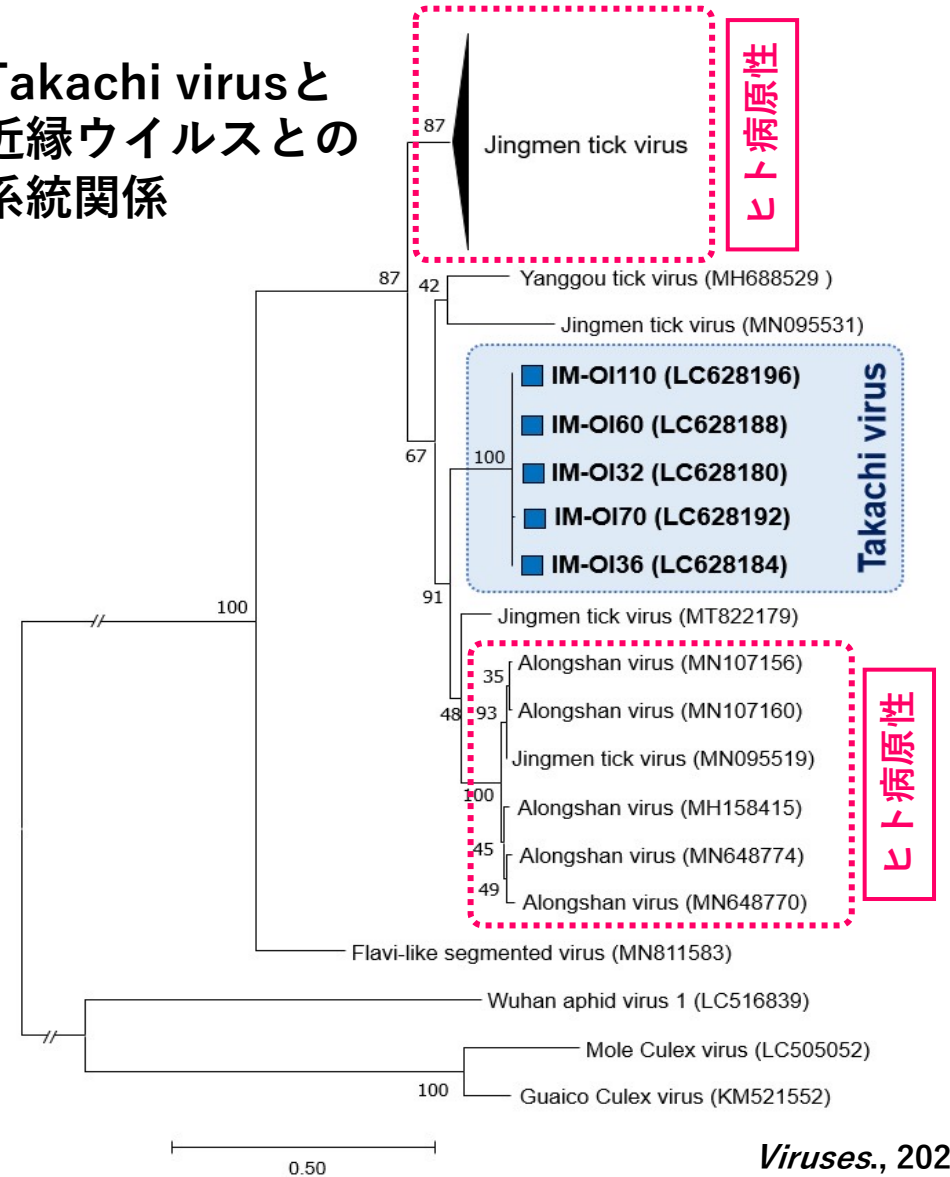 Takachi virusと
近縁ウイルスとの
系統関係
87
Jingmen tick virus
ヒト病原性
87
42
Yanggou tick virus (MH688529 )
Jingmen tick virus (MN095531)
67
100
IM-OI110 (LC628196)
IM-OI60 (LC628188)
IM-OI32 (LC628180)
IM-OI70 (LC628192)
IM-OI36 (LC628184)
Takachi virus
91
100
Jingmen tick virus (MT822179)
48
35
93
Alongshan virus (MN107156)
Alongshan virus (MN107160)
Jingmen tick virus (MN095519)
100
Alongshan virus (MH158415)
45
Alongshan virus (MN648774)
49
Alongshan virus (MN648770)
ヒト病原性
Flavi-like segmented virus (MN811583)
Wuhan aphid virus 1 (LC516839)
Mole Culex virus (LC505052)
100
Guaico Culex virus (KM521552)
0.50
Viruses., 202